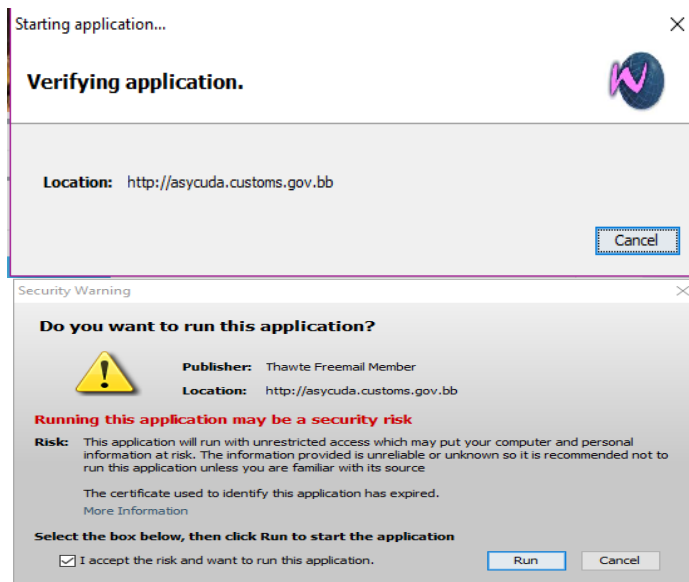 Starting application...
Verifying application.
Location: http://asycuda.customs.gov.bb
Cancel
Security Warning
Do you want to run this application?
Publisher: Thawte Freemail Member
Location: http://asycuda.customs.gov.bb
Running this application may be a security risk
Risk: This application will run with unrestricted access which may put your computer and personal
information at risk. The information provided is unreliable or unknown so it is recommended not to
run this application unless you are familiar with its source
The certificate used to identify this application has expired.
More Information
Select the box below, then click Run to start the application
I accept the risk and want to run this application.
Run Cancel